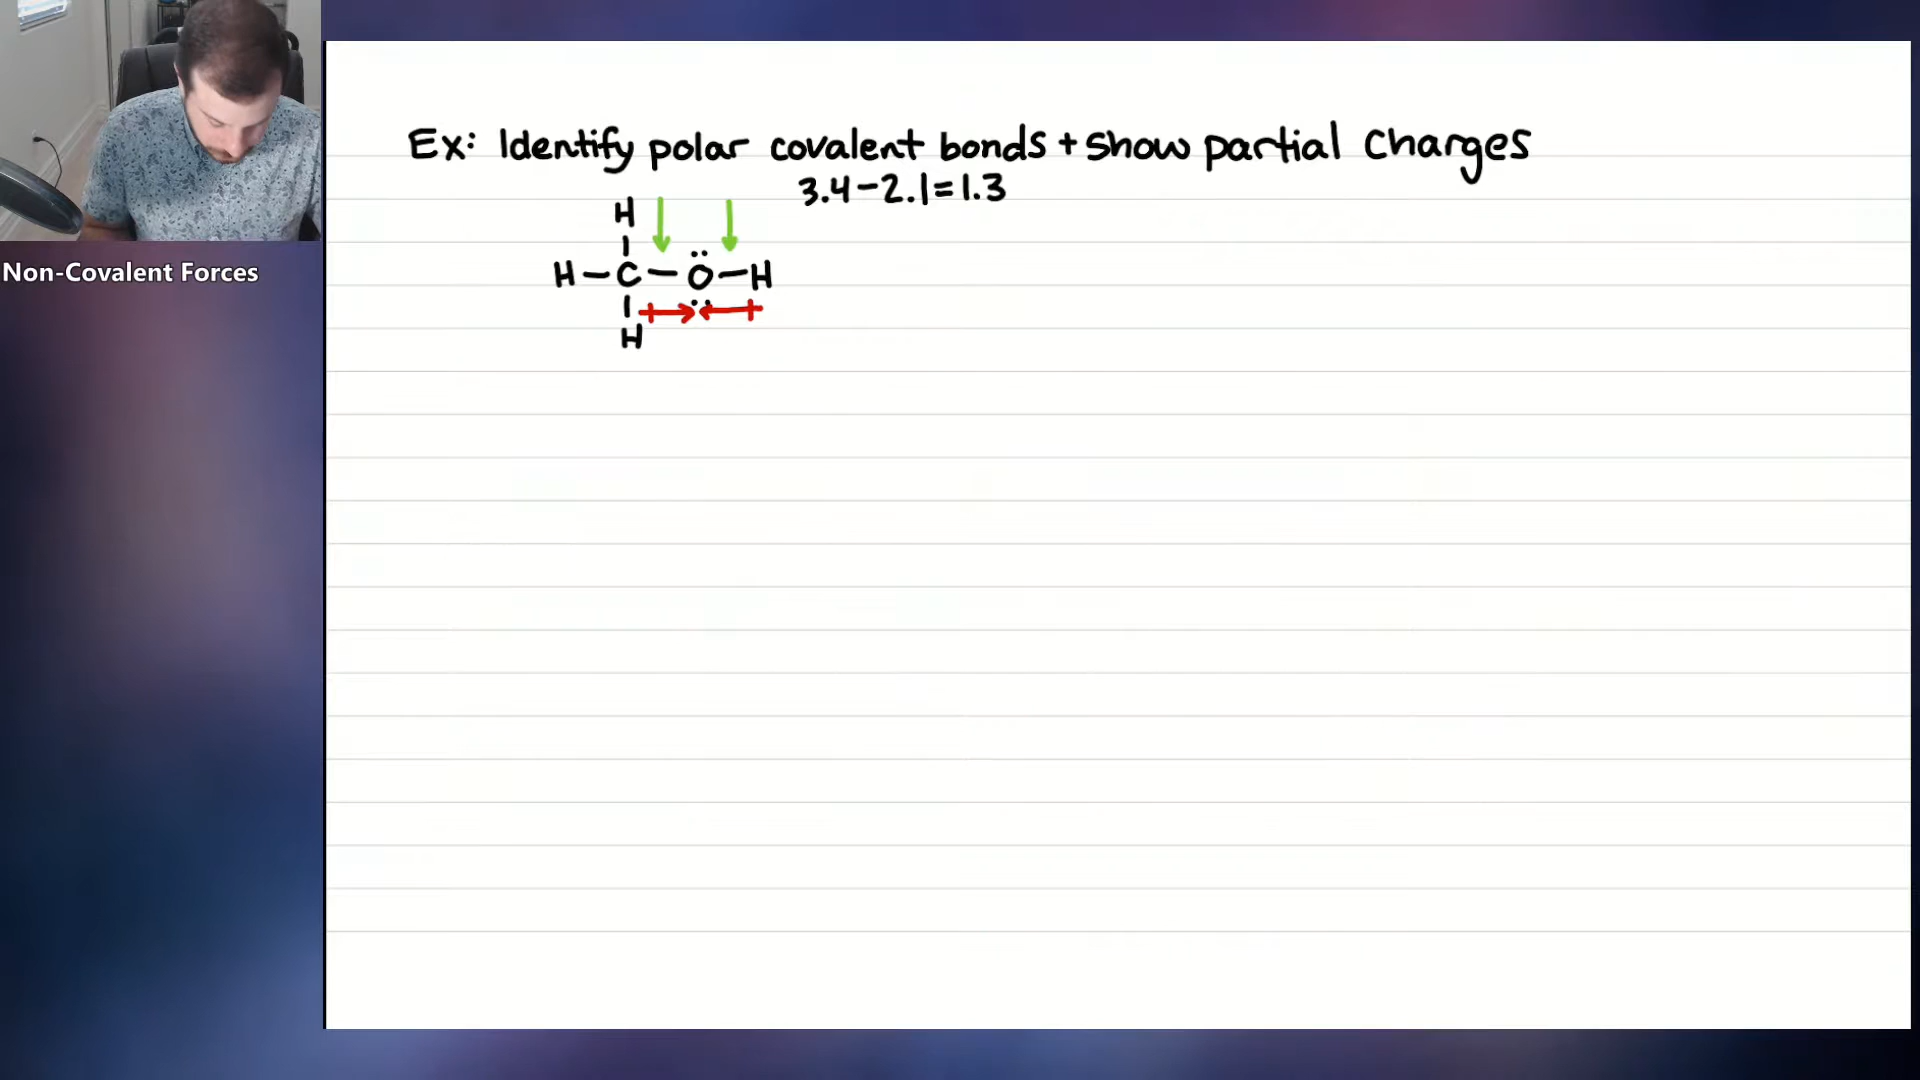 Ex: Identify polar covalent bonds + show partial charges
3.4-2.1=1.3
H
H-C-Ö-H
H
Non-Covalent Forces